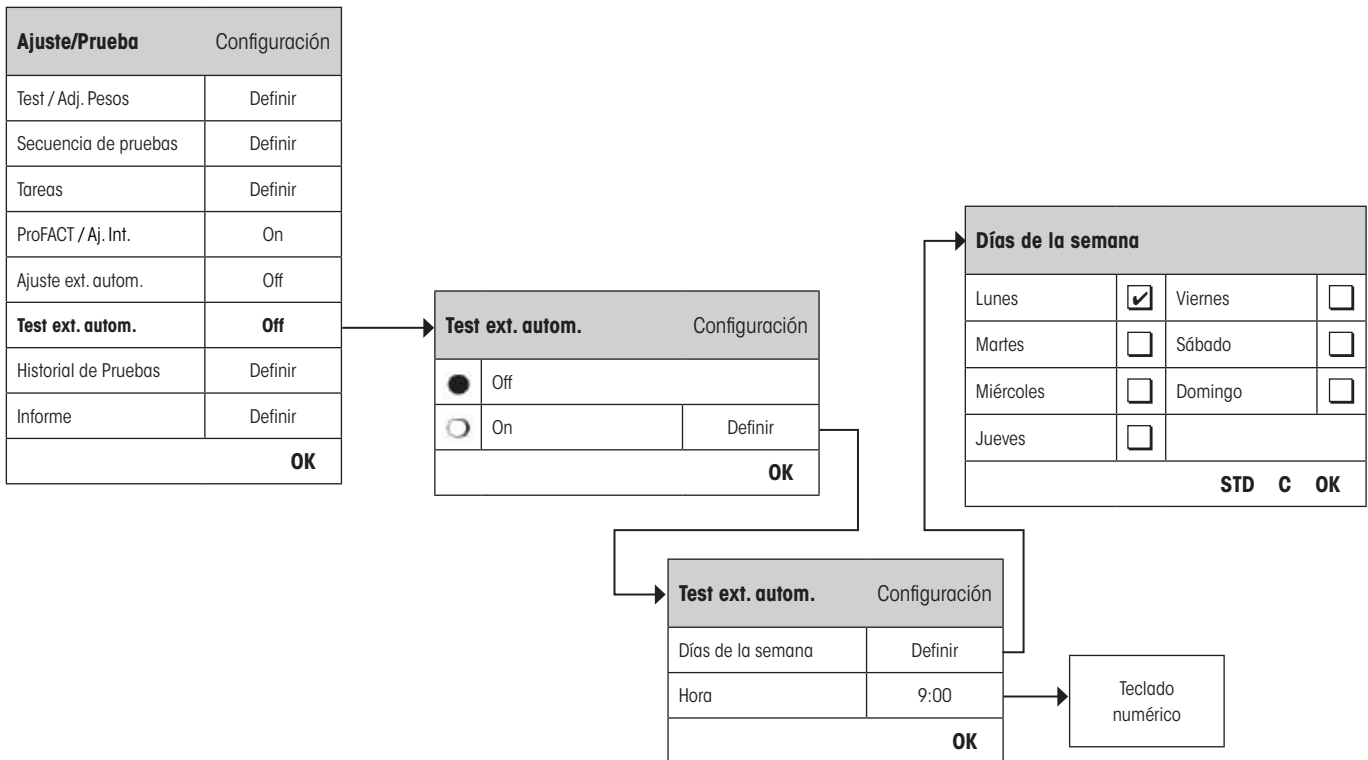 Ajuste/Prueba Configuración
Test / Adj. Pesos Definir
Secuencia de pruebas Definir
Tareas Definir
ProFACT / Aj. Int. On
Ajuste ext. autom. Off
Test ext. autom. Off
Historial de Pruebas Definir
Informe Definir
OK
Test ext. autom. Configuración
Off
On Definir
OK
Test ext. autom. Configuración
Días de la semana Definir
Hora 9:00
OK
Días de la semana
Lunes Viernes
Martes Sábado
Miércoles Domingo
Jueves
STD C OK
Teclado
numérico